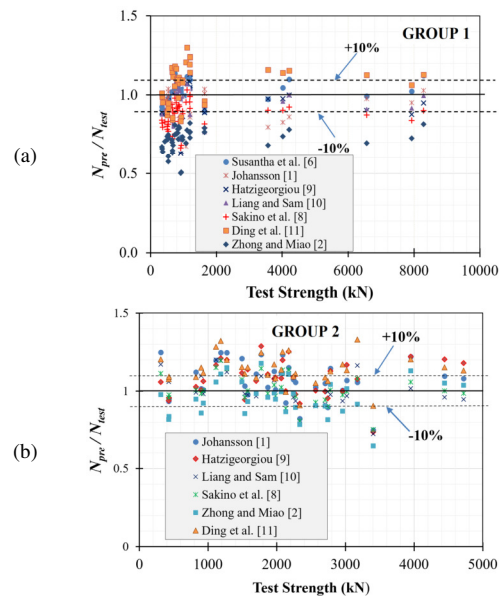 (a)
N_pre / N_test
1.5
1.0
0.5
0.0
GROUP 1
+10%
-10%
Susantha et al. [6]
Johansson [1]
Hatzigeorgiou [9]
Liang and Sam [10]
Sakino et al. [8]
Ding et al. [11]
Zhong and Miao [2]
0 2000 4000 6000 8000 10000
Test Strength (kN)
(b)
N_pre / N_test
2
1.5
1
0.5
0
GROUP 2
+10%
-10%
Johansson [1]
Hatzigeorgiou [9]
Liang and Sam [10]
Sakino et al. [8]
Zhong and Miao [2]
Ding et al. [11]
0 1000 2000 3000 4000 5000
Test Strength (kN)